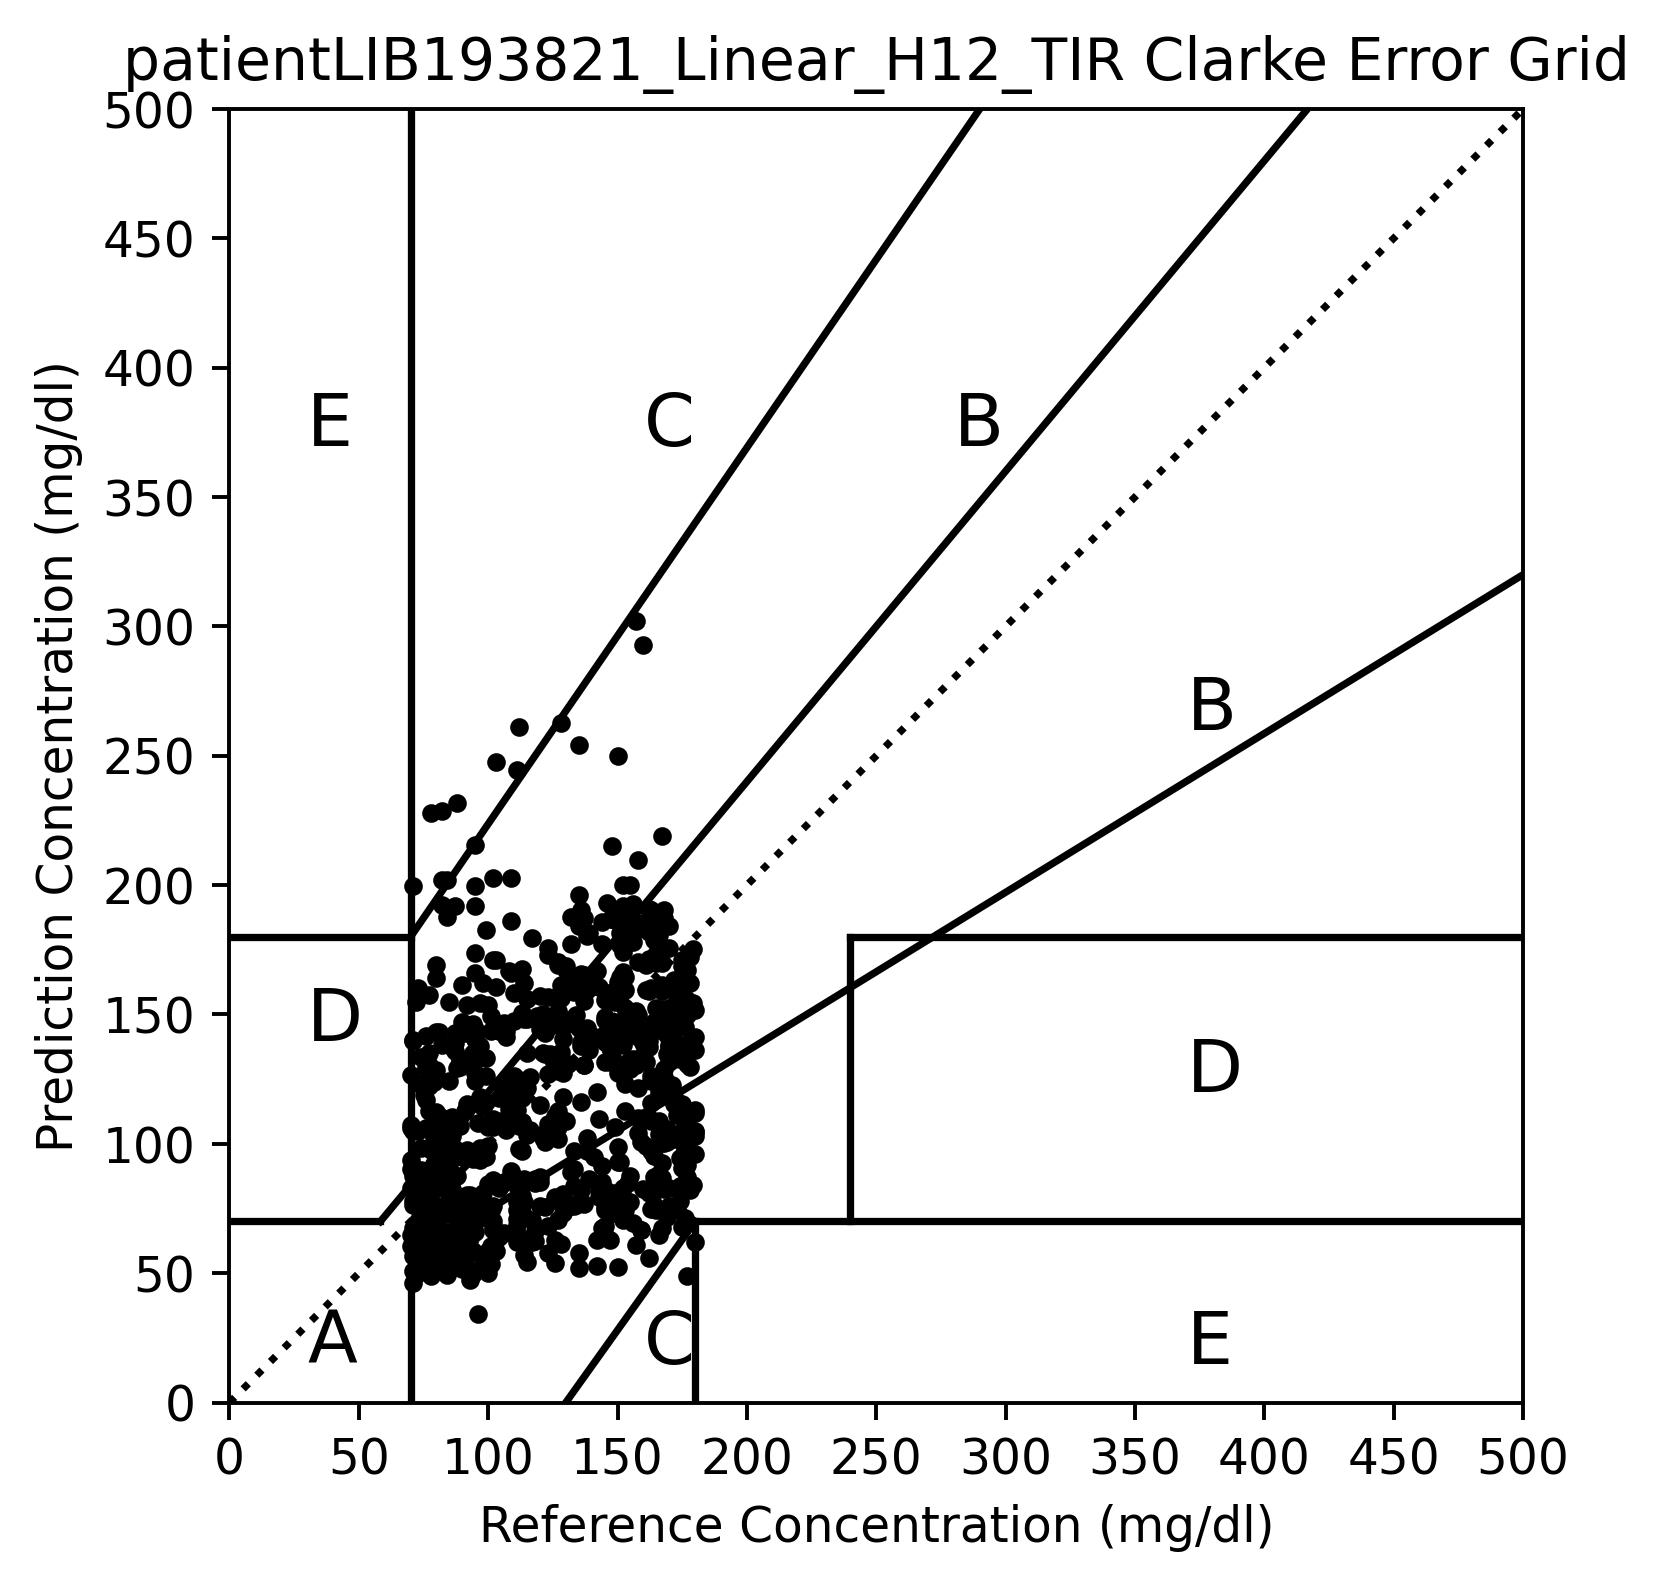 patientLIB193821_Linear_H12_TIR Clarke Error Grid
500
450
400
350
300
250
200
150
100
50
0
Prediction Concentration (mg/dl)
E
C
B
B
D
D
A
C
E
0 50 100 150 200 250 300 350 400 450 500
Reference Concentration (mg/dl)